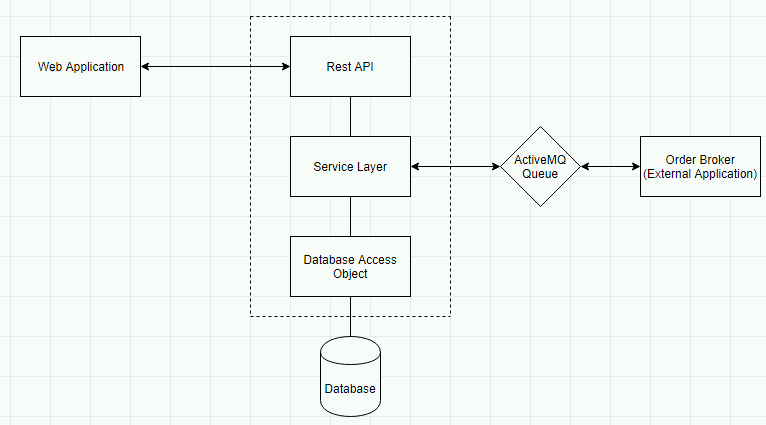 Web Application
Rest API
Service Layer
ActiveMQ
Queue
Order Broker
(External Application)
Database Access
Object
Database